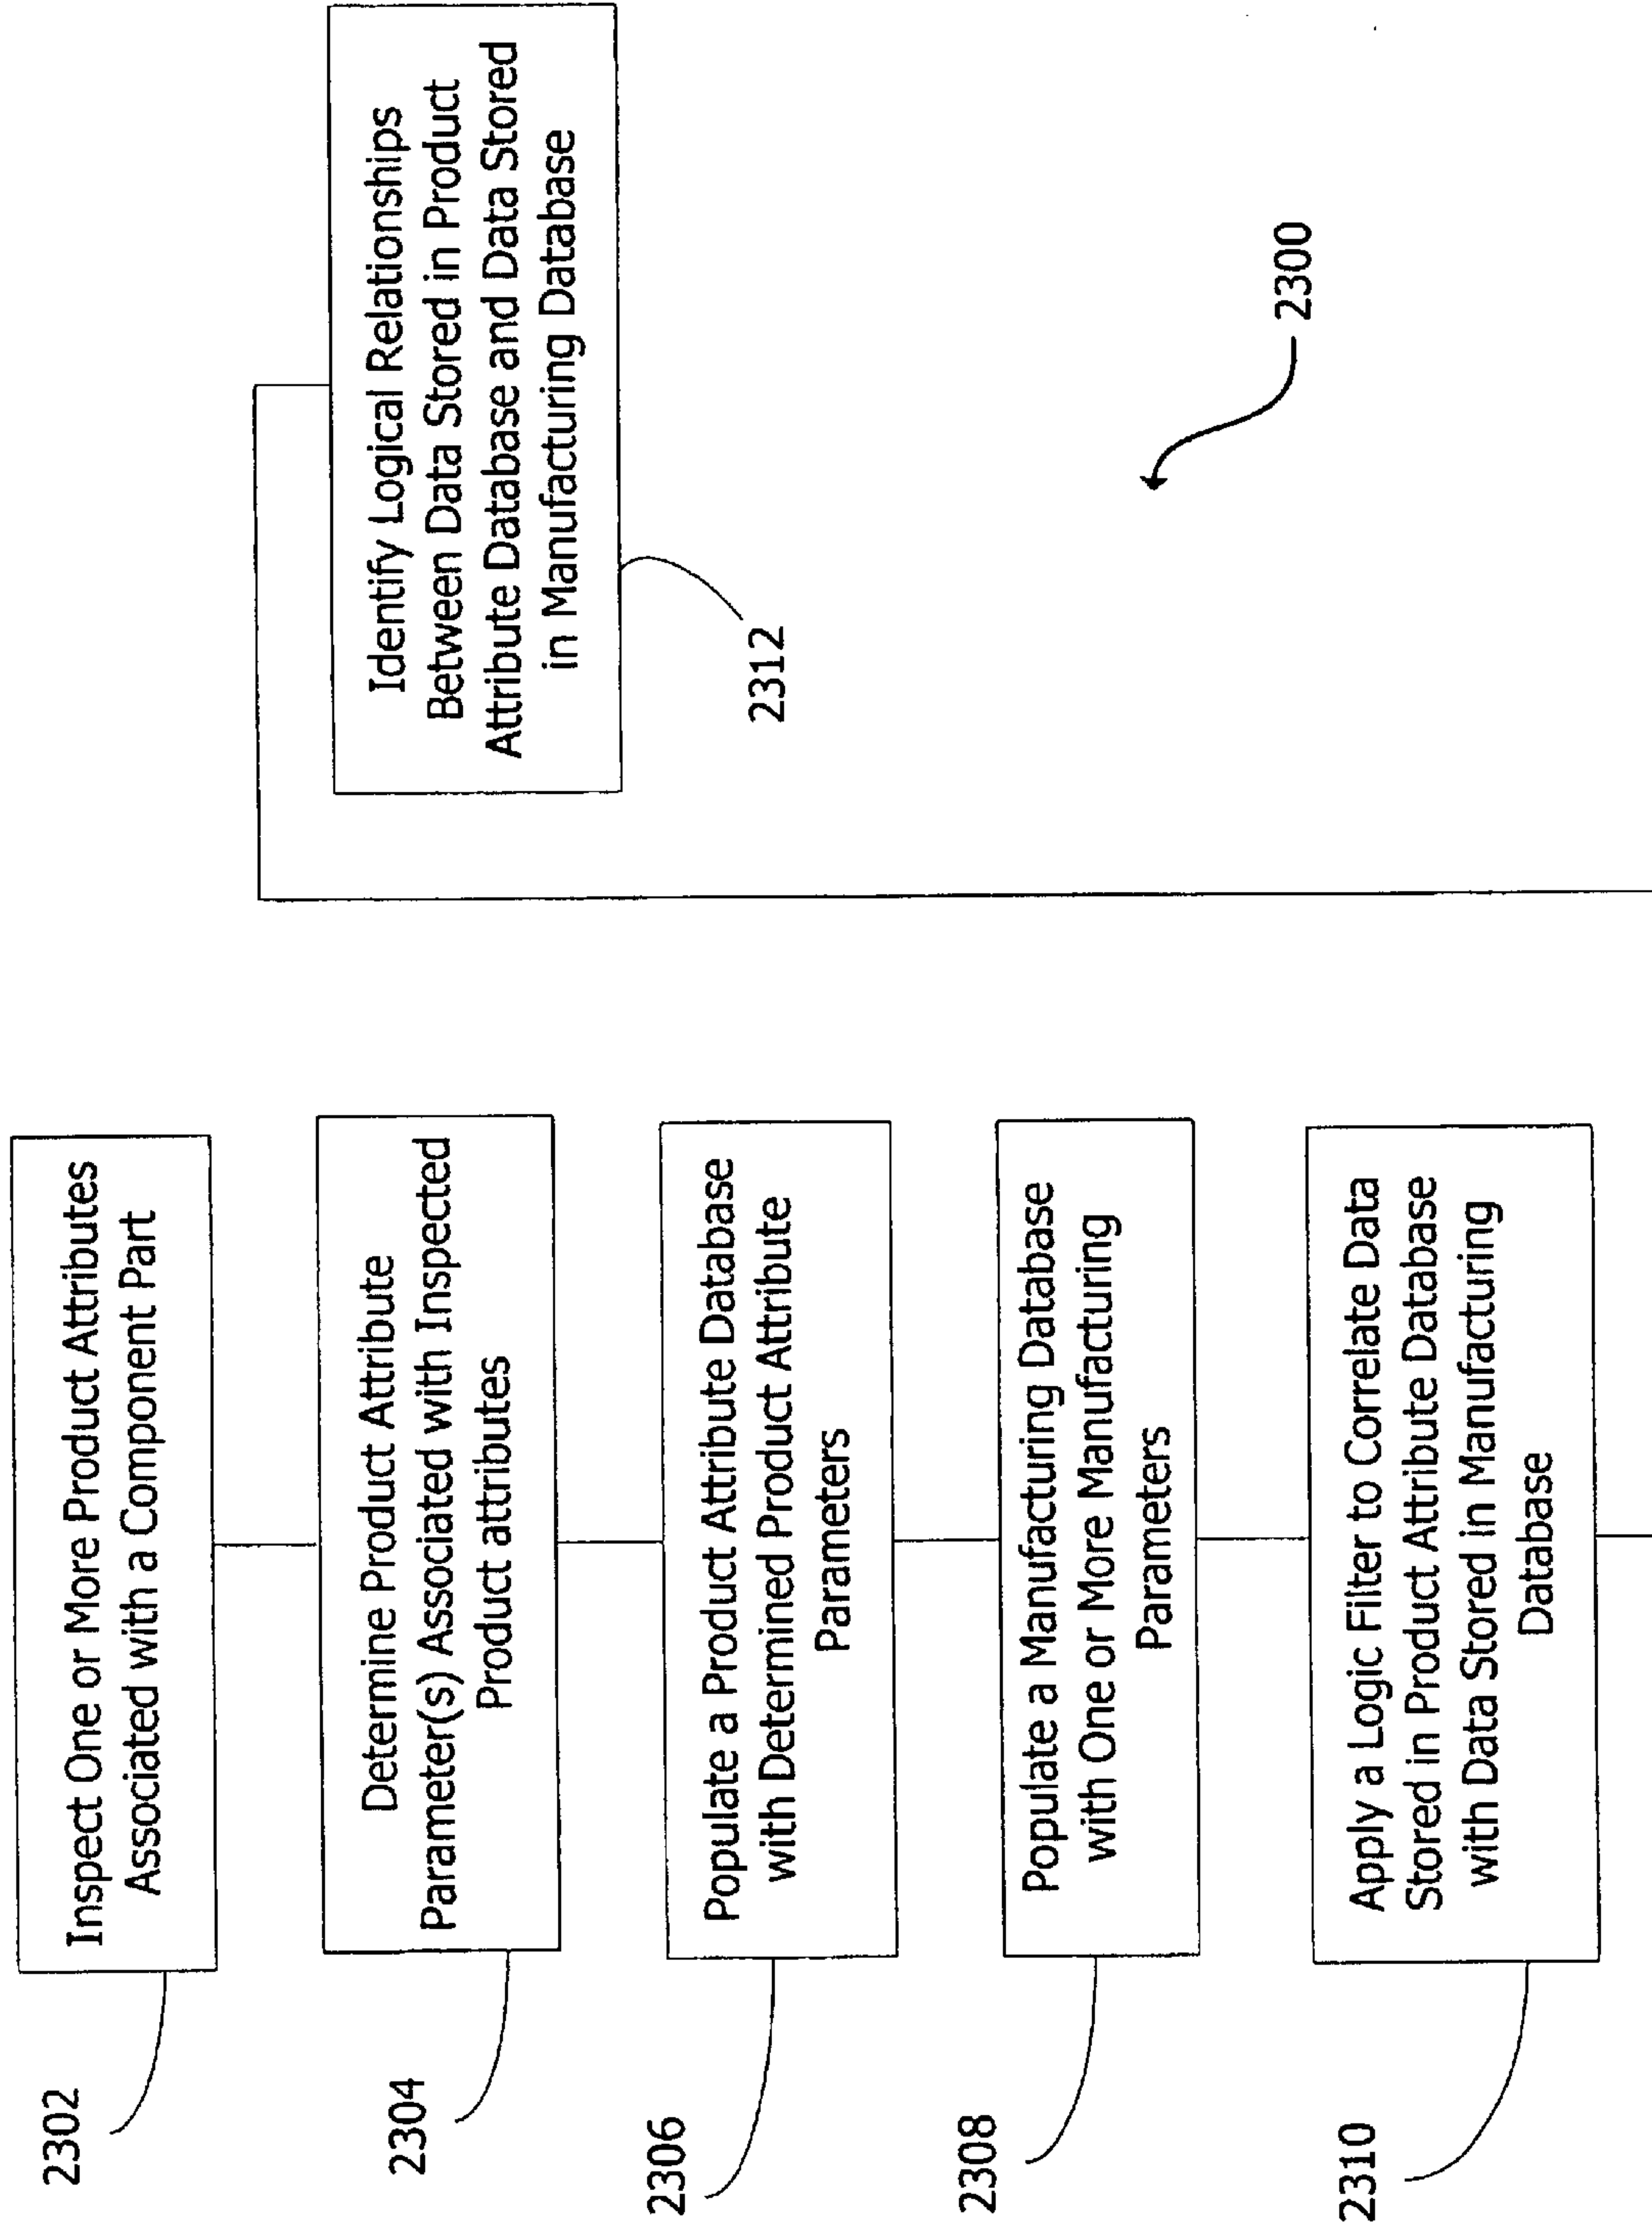 2302
Inspect One or More Product Attributes
Associated with a Component Part
2304
Determine Product Attribute
Parameter(s) Associated with Inspected
Product attributes
2306
Populate a Product Attribute Database
with Determined Product Attribute
Parameters
2308
Populate a Manufacturing Database
with One or More Manufacturing
Parameters
2310
Apply a Logic Filter to Correlate Data
Stored in Product Attribute Database
with Data Stored in Manufacturing
Database
Identify Logical Relationships
Between Data Stored in Product
Attribute Database and Data Stored
in Manufacturing Database
2312
2300